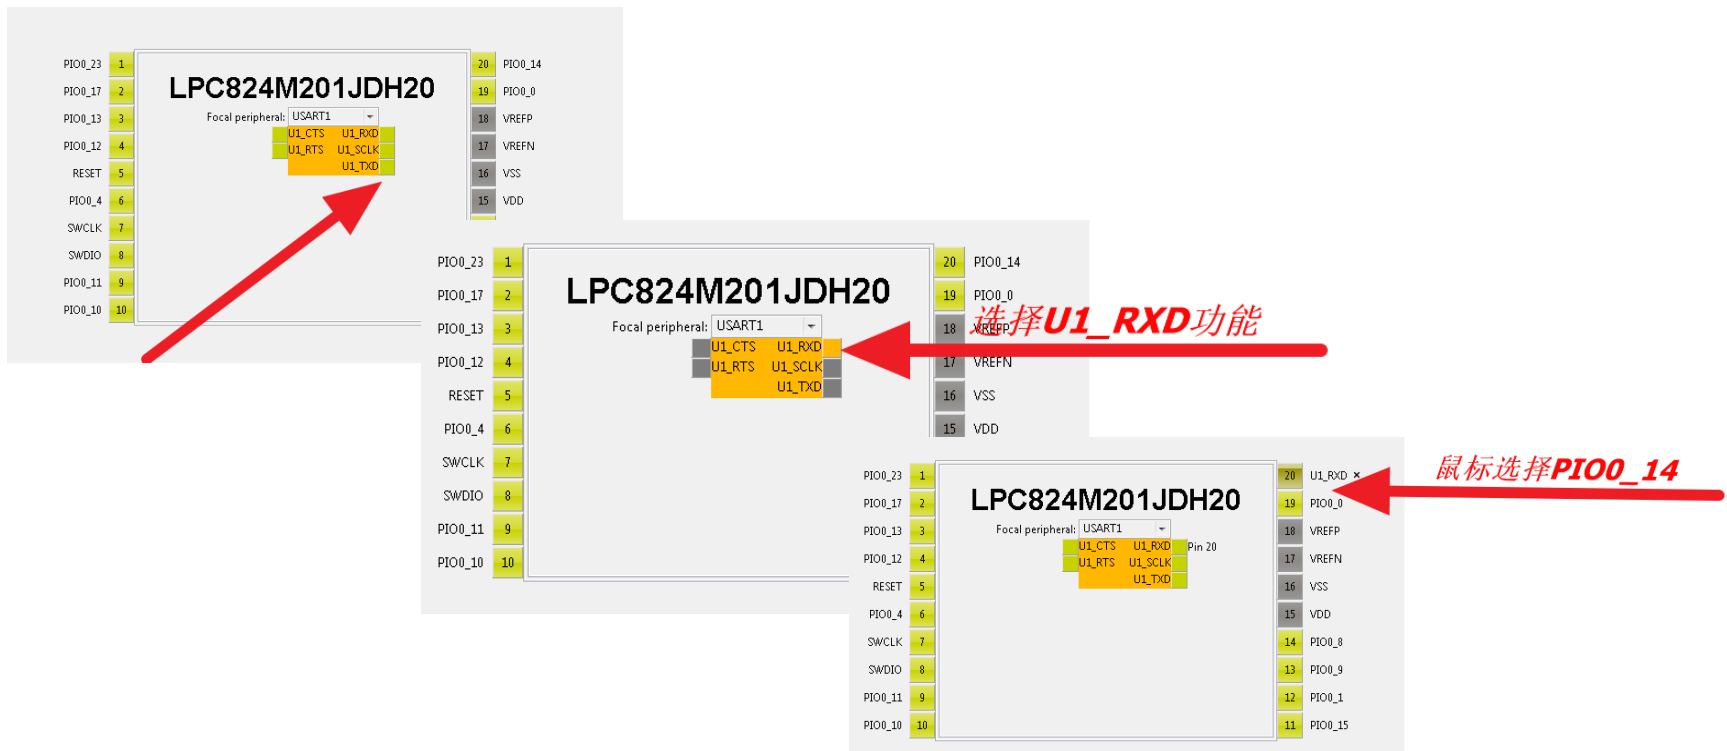 LPC824M201JDH20
Focal peripheral: USART1
U1_CTS U1_RXD
U1_RTS U1_SCLK
U1_TXD
PIO0_23 1
PIO0_17 2
PIO0_13 3
PIO0_12 4
RESET 5
PIO0_4 6
SWCLK 7
SWDIO 8
PIO0_11 9
PIO0_10 10
20 PIO0_14
19 PIO0_0
18 VREFP
17 VREFN
16 VSS
15 VDD
LPC824M201JDH20
Focal peripheral: USART1
U1_CTS U1_RXD
U1_RTS U1_SCLK
U1_TXD
PIO0_23 1
PIO0_17 2
PIO0_13 3
PIO0_12 4
RESET 5
PIO0_4 6
SWCLK 7
SWDIO 8
PIO0_11 9
PIO0_10 10
20 PIO0_14
19 PIO0_0
18 VREFP
17 VREFN
16 VSS
15 VDD
选择U1_RXD功能
LPC824M201JDH20
Focal peripheral: USART1
U1_CTS U1_RXD Pin 20
U1_RTS U1_SCLK
U1_TXD
PIO0_23 1
PIO0_17 2
PIO0_13 3
PIO0_12 4
RESET 5
PIO0_4 6
SWCLK 7
SWDIO 8
PIO0_11 9
PIO0_10 10
20 U1_RXD ×
19 PIO0_0
18 VREFP
17 VREFN
16 VSS
15 VDD
14 PIO0_8
13 PIO0_9
12 PIO0_1
11 PIO0_15
鼠标选择PIO0_14